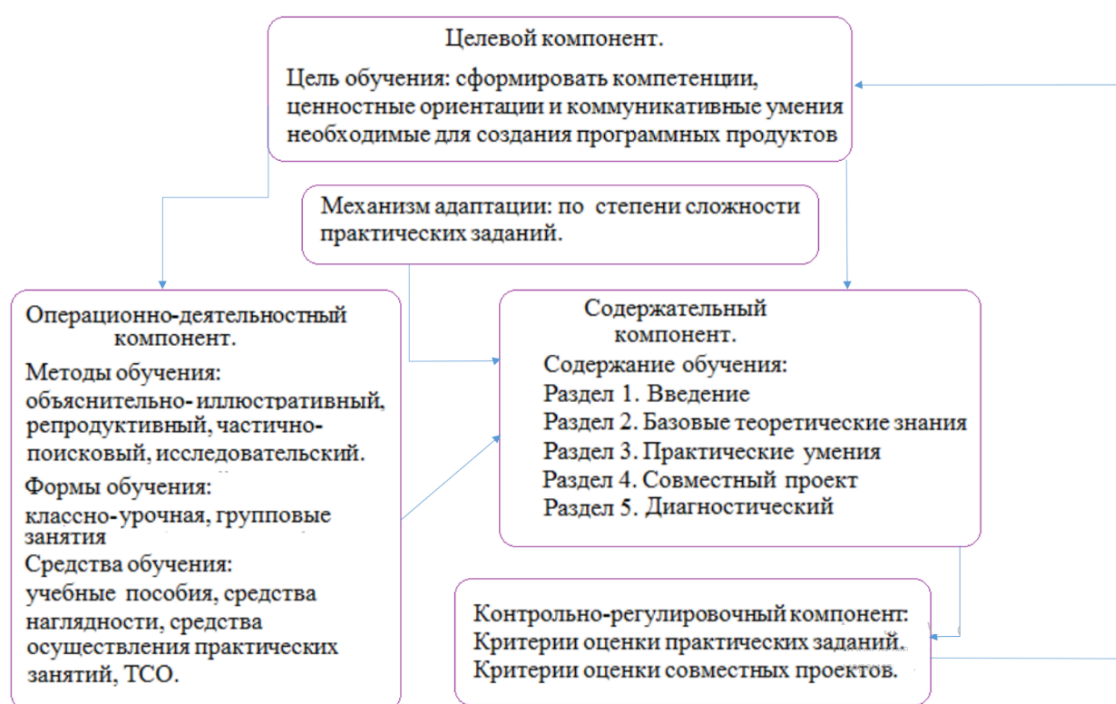 Целевой компонент.
Цель обучения: сформировать компетенции,
ценностные ориентации и коммуникативные умения
необходимые для создания программных продуктов
Механизм адаптации: по степени сложности
практических заданий.
Операционно-деятельностный
компонент.
Методы обучения:
объяснительно-иллюстративный,
репродуктивный, частично-
поисковый, исследовательский.
Формы обучения:
классно-урочная, групповые
занятия
Средства обучения:
учебные пособия, средства
наглядности, средства
осуществления практических
занятий, ТСО.
Содержательный
компонент.
Содержание обучения:
Раздел 1. Введение
Раздел 2. Базовые теоретические знания
Раздел 3. Практические умения
Раздел 4. Совместный проект
Раздел 5. Диагностический
Контрольно-регулировочный компонент:
Критерии оценки практических заданий.
Критерии оценки совместных проектов.